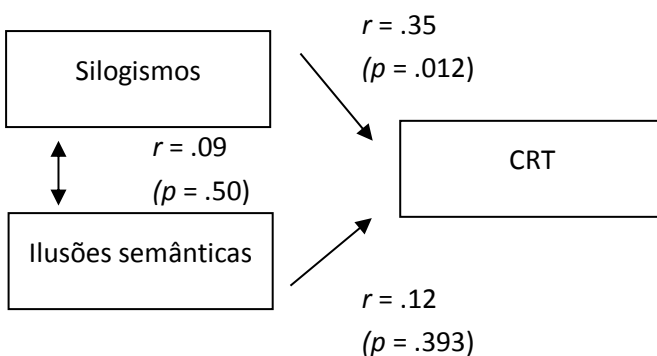 r = .35
(p = .012)
Silogismos
CRT
r = .09
(p = .50)
Ilusões semânticas
r = .12
(p = .393)